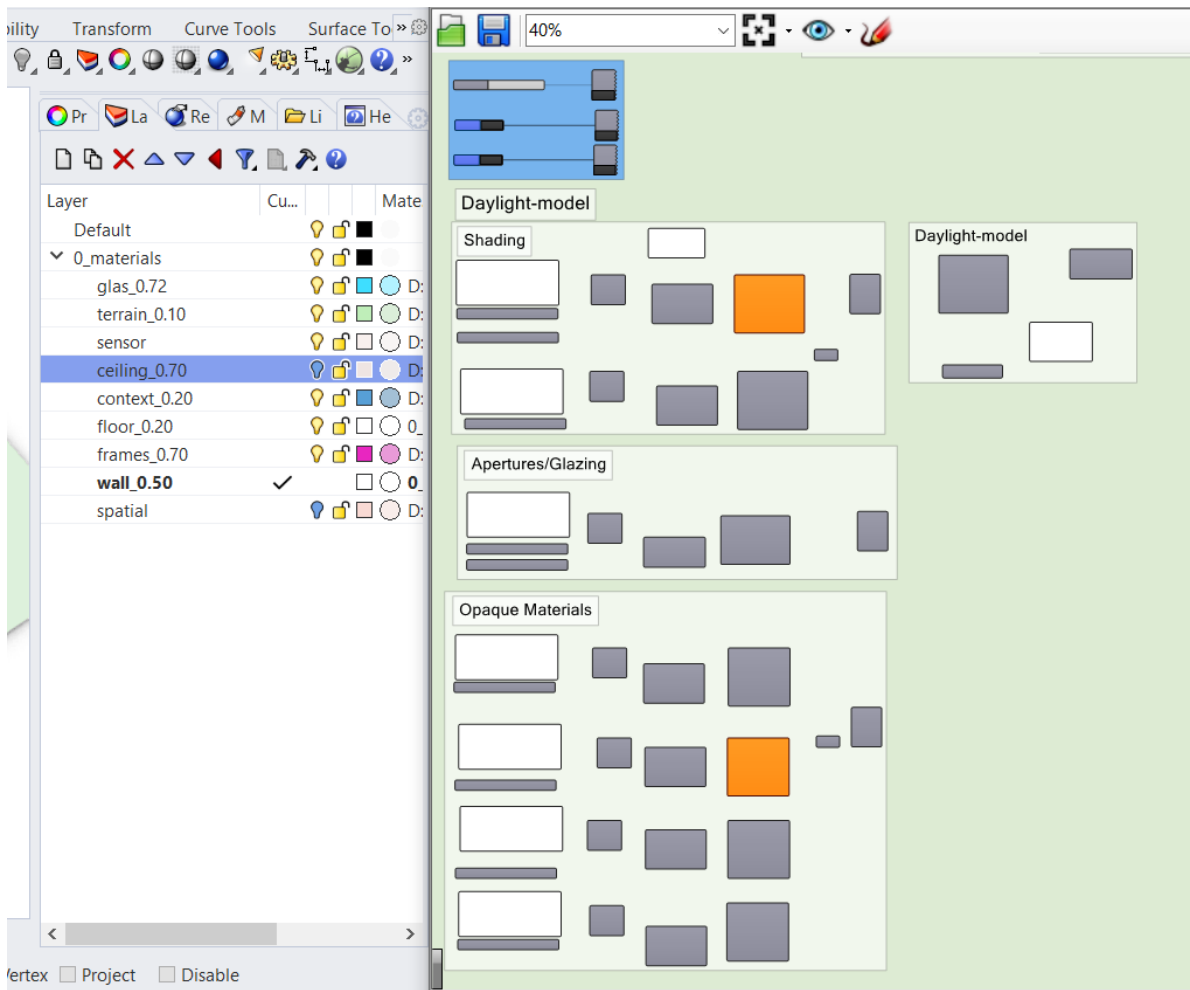 Transform Curve Tools Surface To »
»
Pr La Re M Li He
Layer Cu... Mate
Default
0_materials
glas_0.72 D:
terrain_0.10 D:
sensor D:
ceiling_0.70 D:
context_0.20 D:
floor_0.20 0_
frames_0.70 D:
wall_0.50 0_
spatial D:
Project Disable
40%
Daylight-model
Shading
Daylight-model
Apertures/Glazing
Opaque Materials